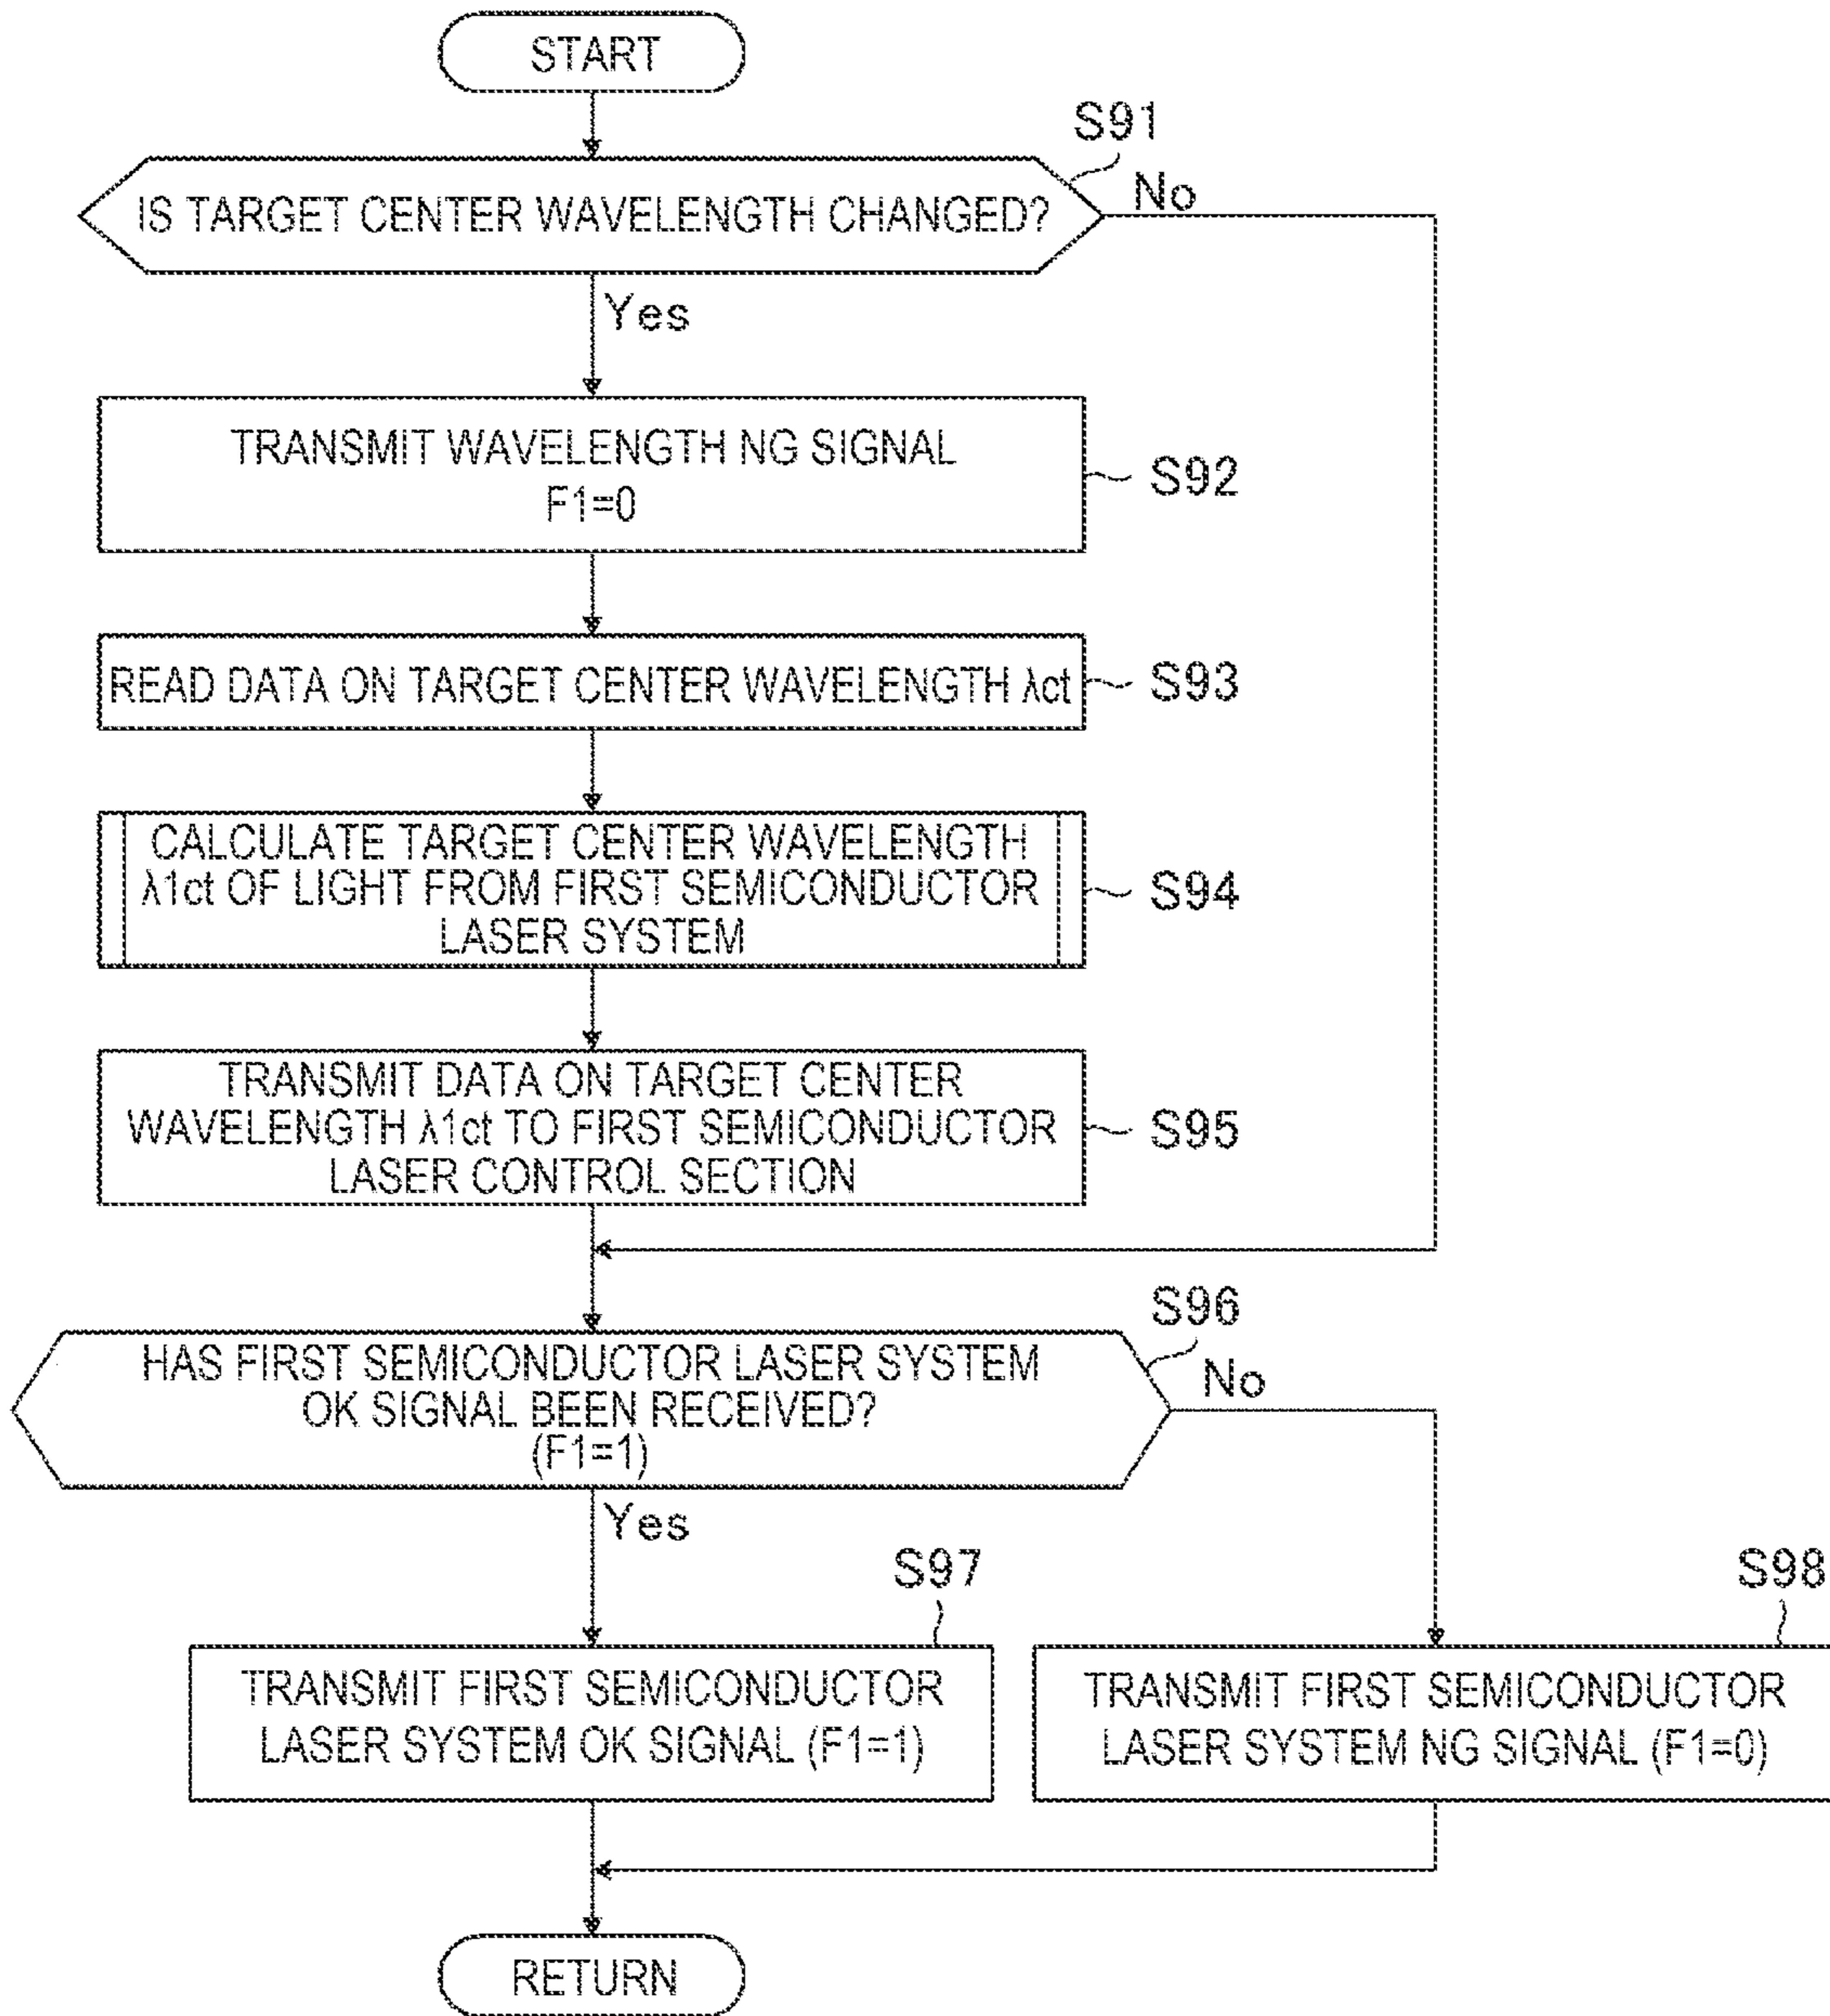 START
S91
IS TARGET CENTER WAVELENGTH CHANGED?
No
Yes
TRANSMIT WAVELENGTH NG SIGNAL
F1=0
S92
READ DATA ON TARGET CENTER WAVELENGTH λct
S93
CALCULATE TARGET CENTER WAVELENGTH
λ1ct OF LIGHT FROM FIRST SEMICONDUCTOR
LASER SYSTEM
S94
TRANSMIT DATA ON TARGET CENTER
WAVELENGTH λ1ct TO FIRST SEMICONDUCTOR
LASER CONTROL SECTION
S95
S96
HAS FIRST SEMICONDUCTOR LASER SYSTEM
OK SIGNAL BEEN RECEIVED?
(F1=1)
No
Yes
S97
TRANSMIT FIRST SEMICONDUCTOR
LASER SYSTEM OK SIGNAL (F1=1)
S98
TRANSMIT FIRST SEMICONDUCTOR
LASER SYSTEM NG SIGNAL (F1=0)
RETURN